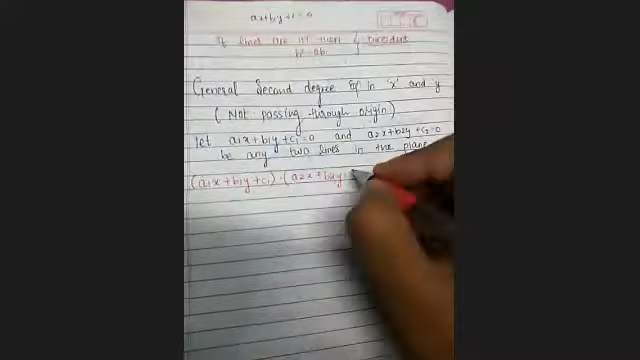 ax+by+c=0
If lines are
coincident
h²=ab
General Second degree eqn in 'x' and y
(Not passing through origin)
let a₁x+b₁y+c₁=0 and a₂x+b₂y+c₂=0
be any two lines in the plane
(a₁x+b₁y+c₁)·(a₂x+b₂y